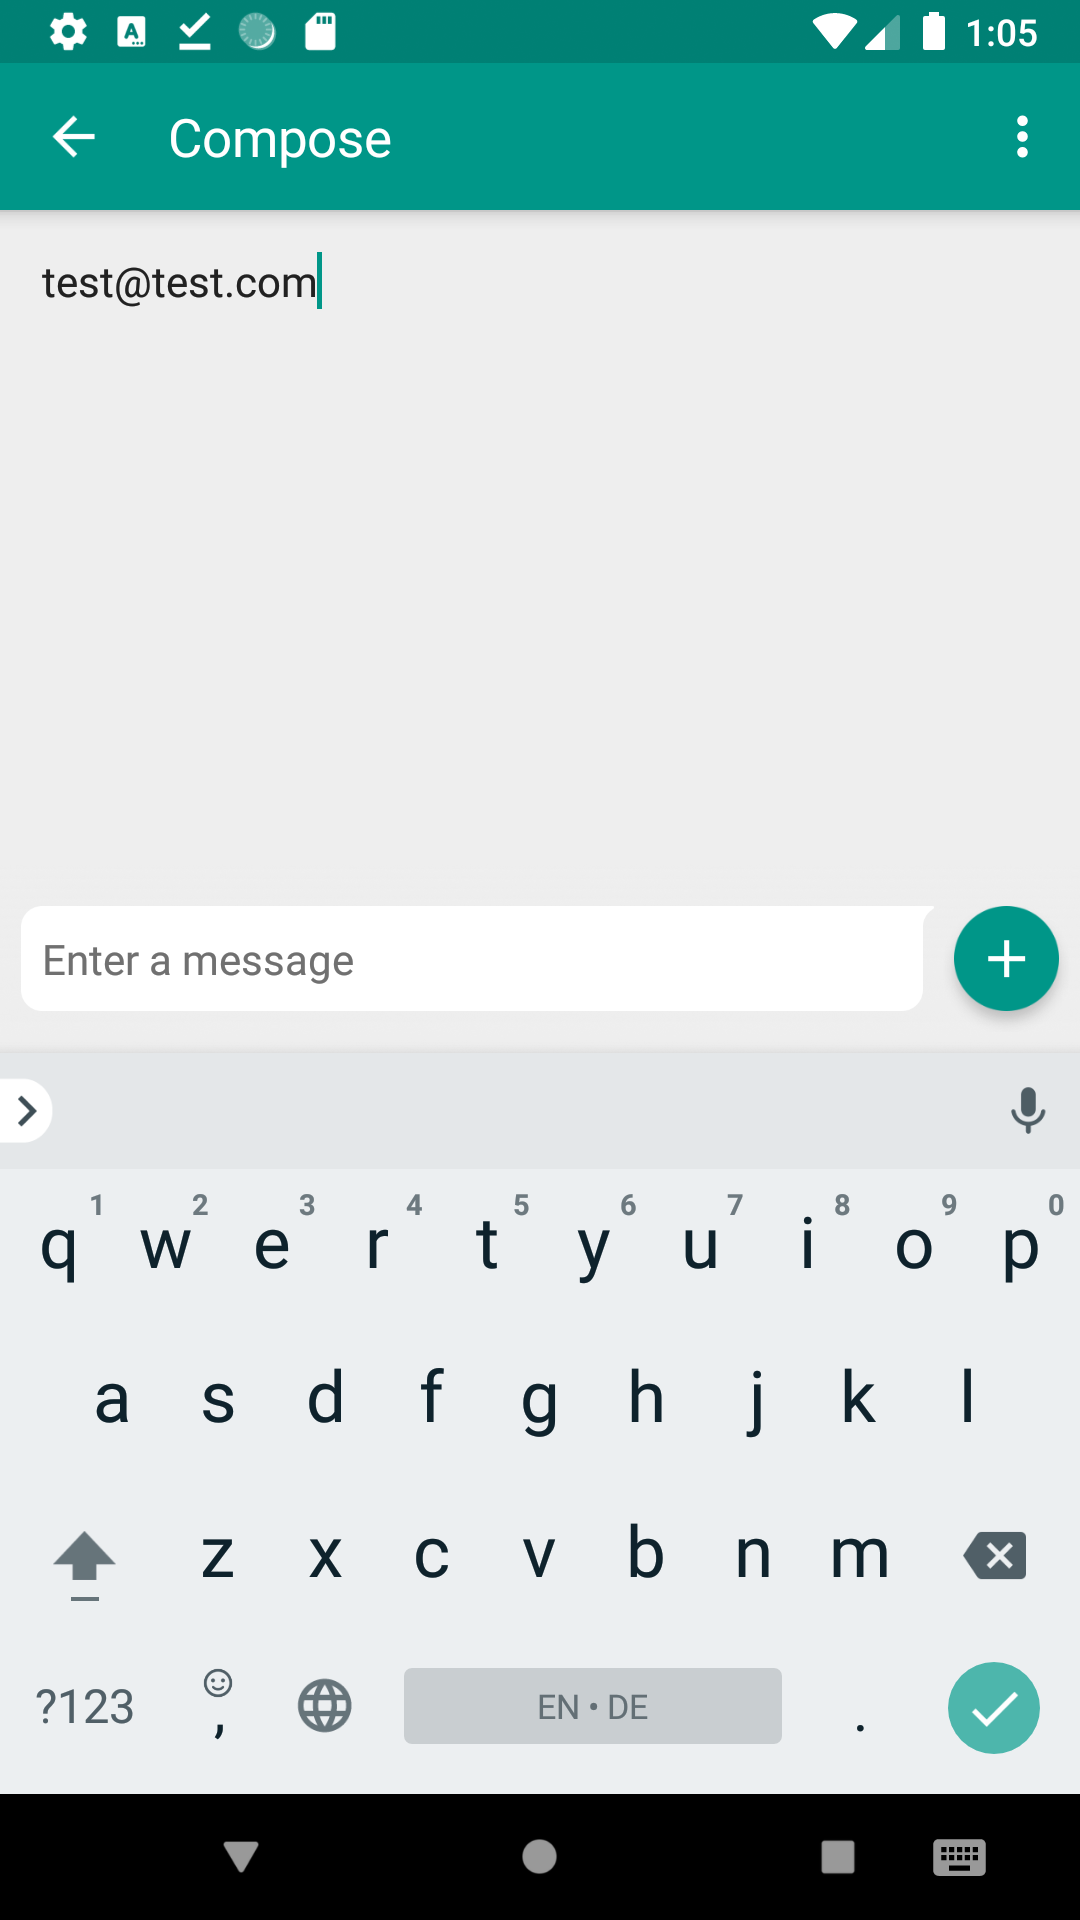 1:05
Compose
test@test.com
Enter a message
1 2 3 4 5 6 7 8 9 0
q w e r t y u i o p
a s d f g h j k l
z x c v b n m
?123 , EN • DE .